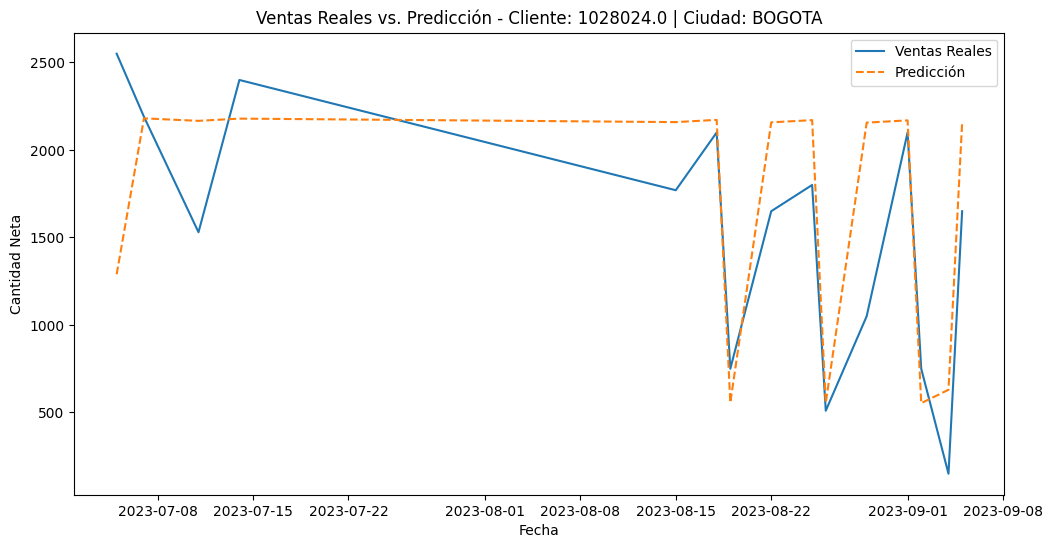 Ventas Reales vs. Predicción - Cliente: 1028024.0 | Ciudad: BOGOTA
Ventas Reales
Predicción
Cantidad Neta
2500
2000
1500
1000
500
2023-07-08 2023-07-15 2023-07-22 2023-08-01 2023-08-08 2023-08-15 2023-08-22 2023-09-01 2023-09-08
Fecha